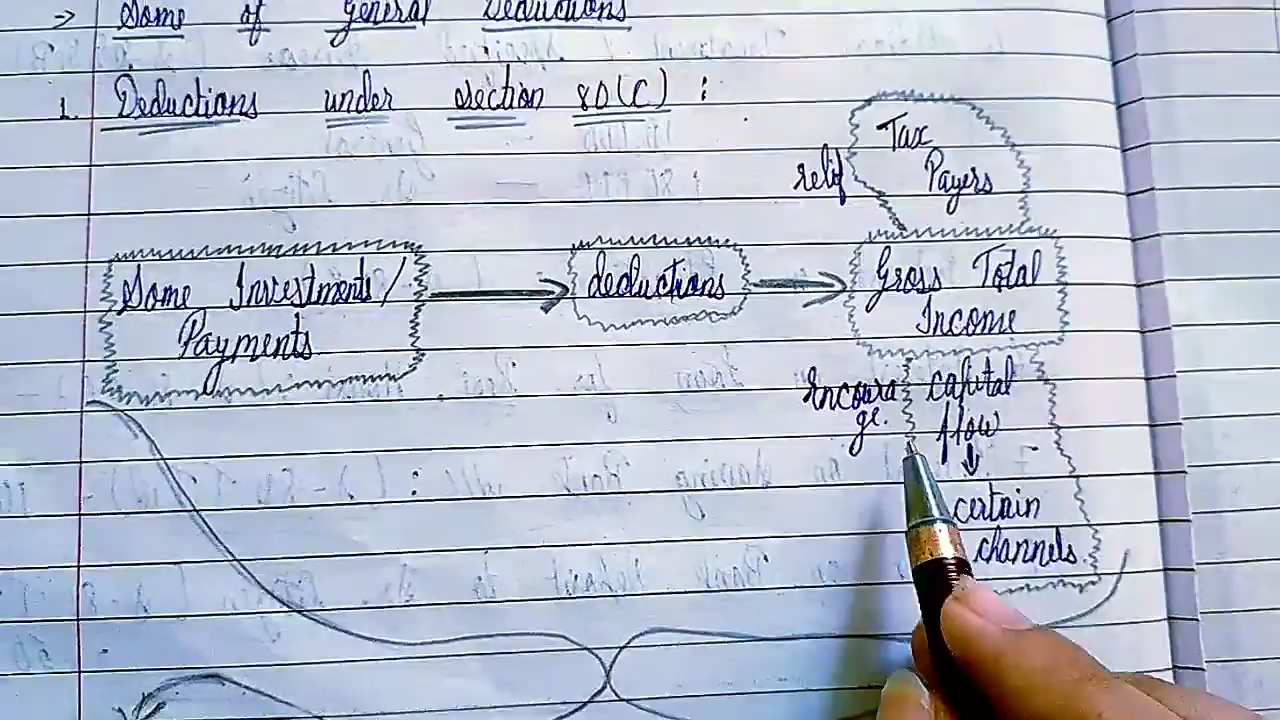 => Some of general Deductions
1. Deductions under section 80(C) :
Tax
relif Payers
Some Investments/ deductions Gross Total
Payments Income
Encoura capital
ge. flow
certain
channels.